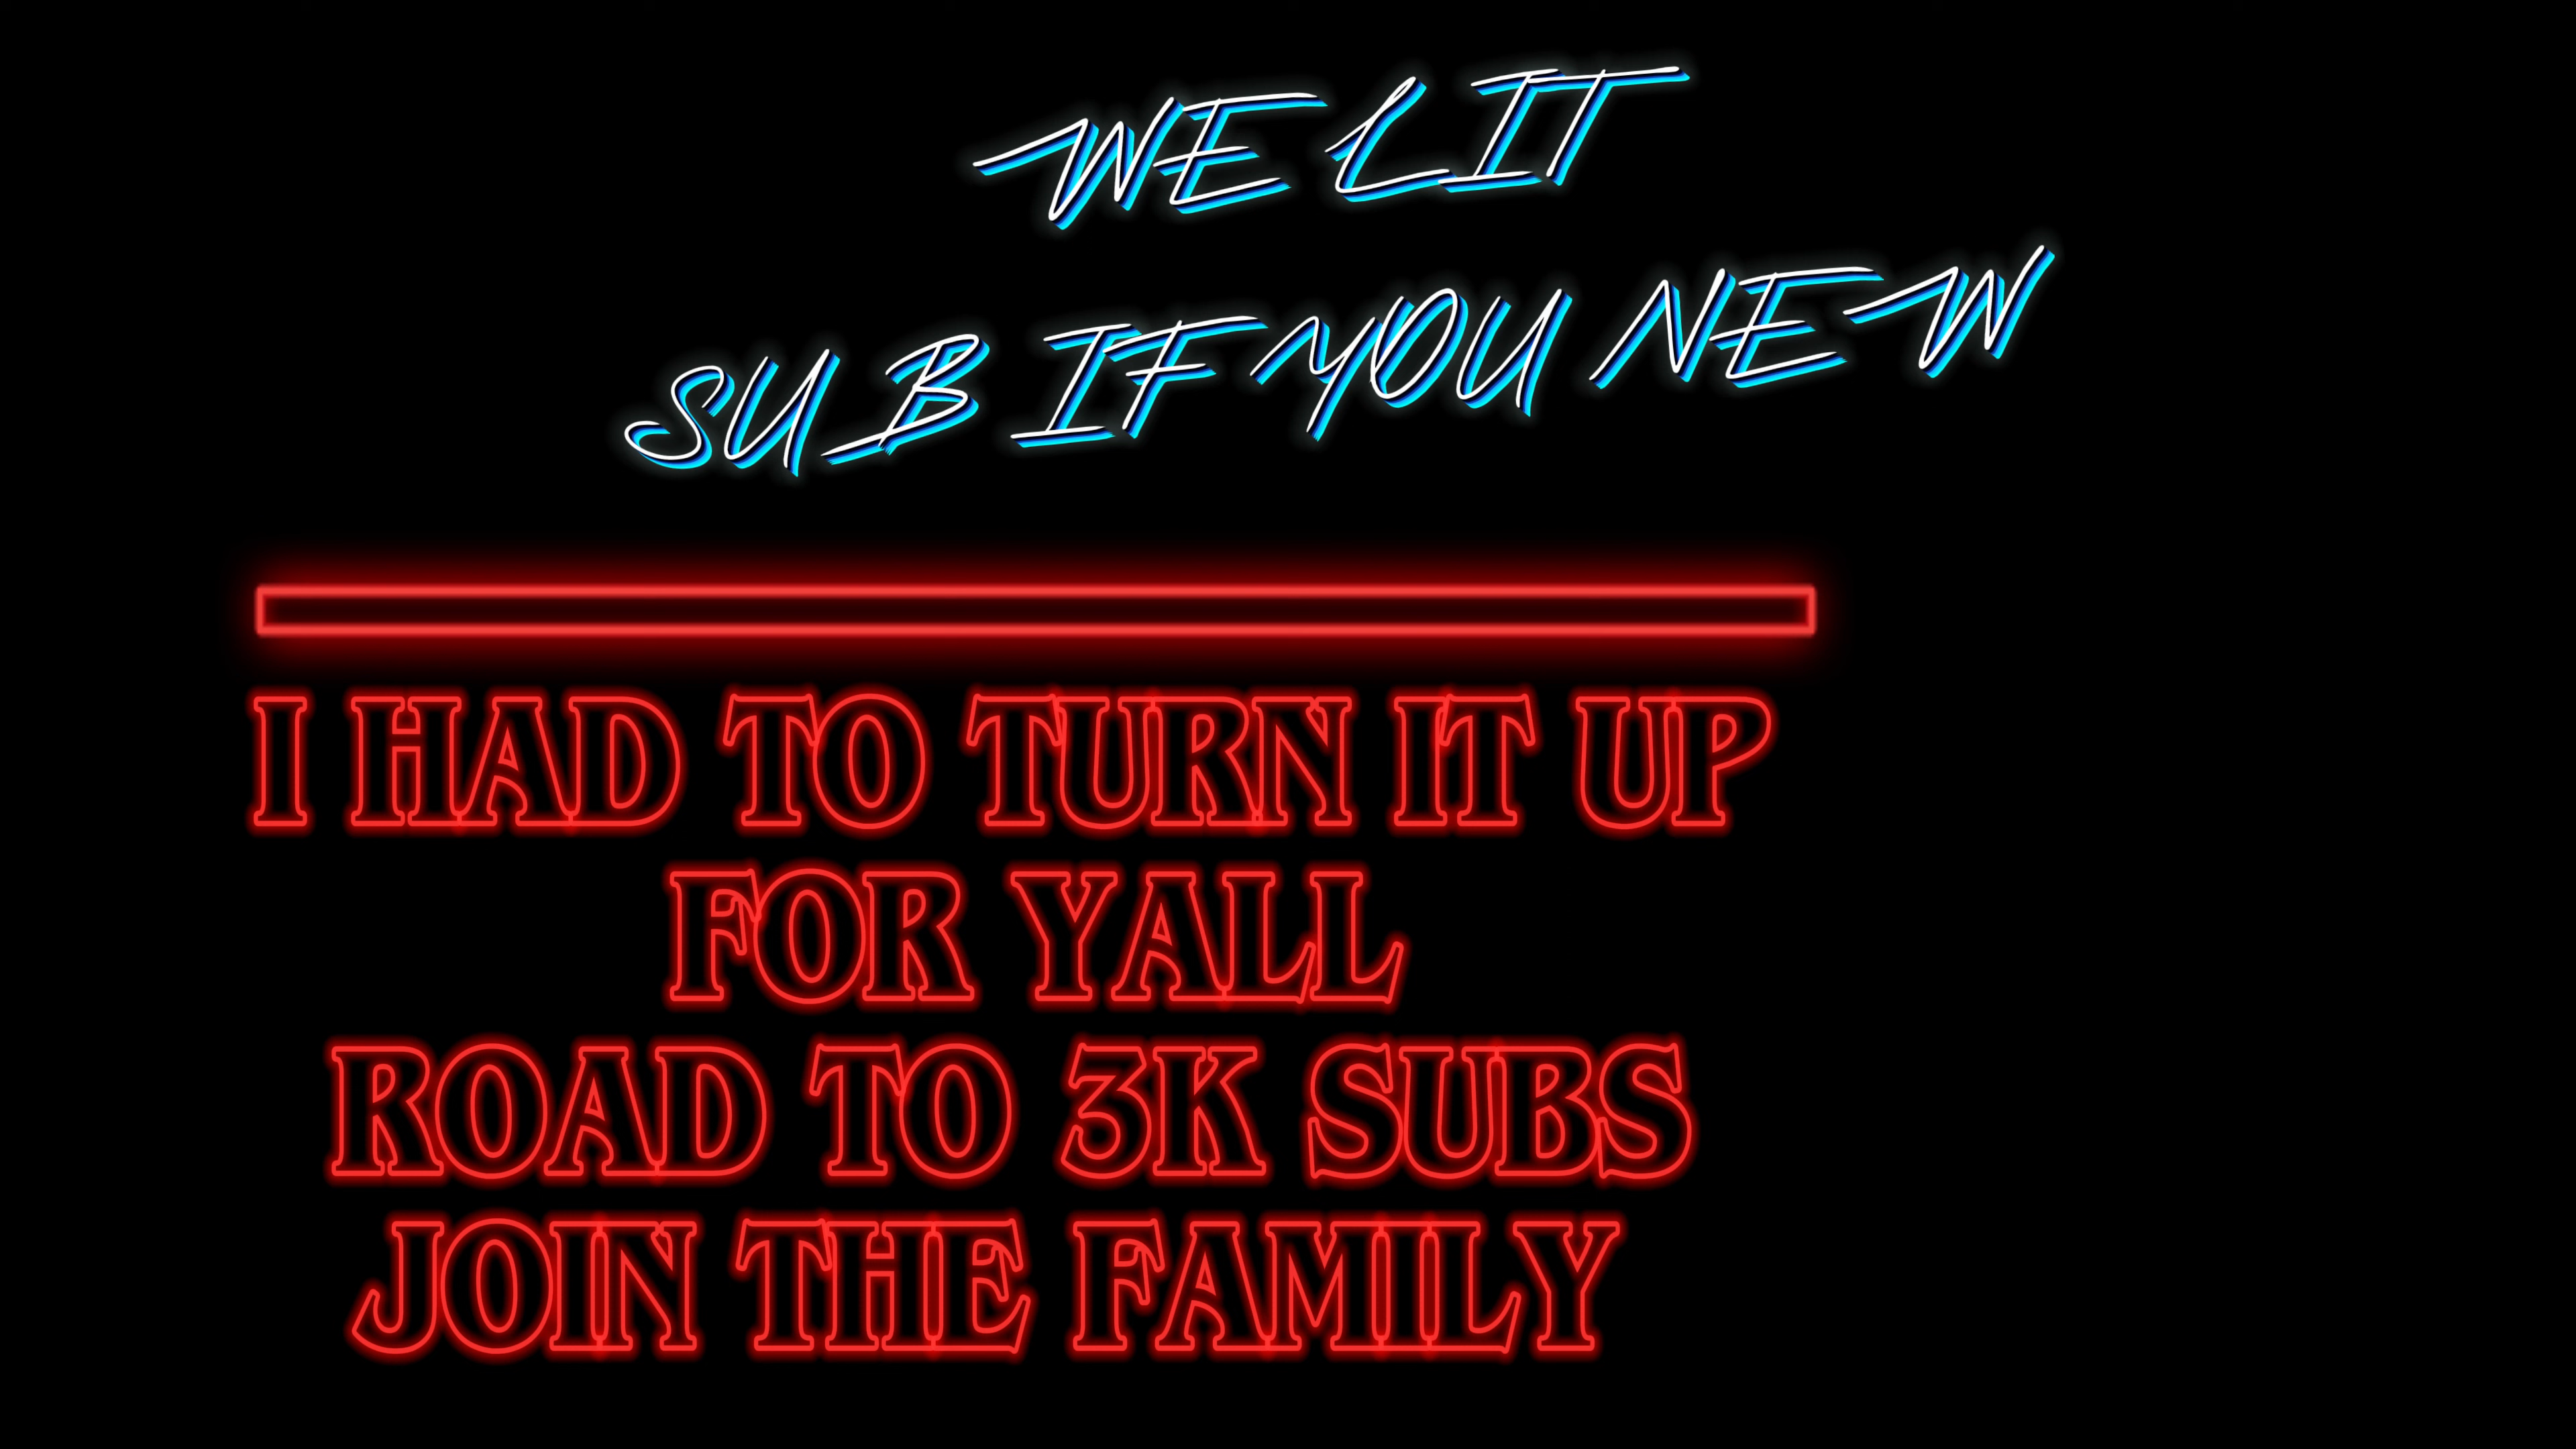 WE LIT
SUB IF YOU NEW
I HAD TO TURN IT UP
FOR YALL
ROAD TO 3K SUBS
JOIN THE FAMILY